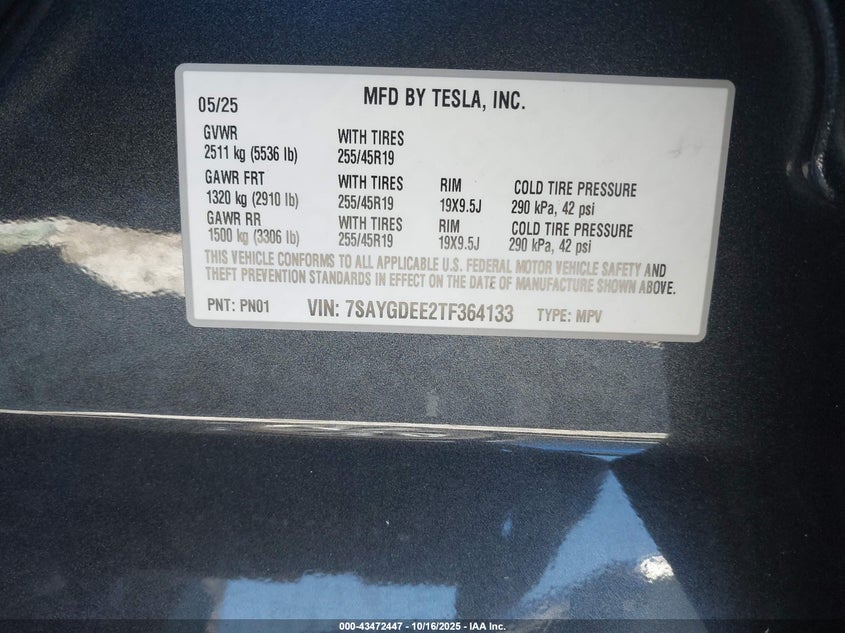 05/25 MFD BY TESLA, INC.
GVWR WITH TIRES
2511 kg (5536 lb) 255/45R19
GAWR FRT WITH TIRES RIM COLD TIRE PRESSURE
1320 kg (2910 lb) 255/45R19 19X9.5J 290 kPa, 42 psi
GAWR RR WITH TIRES RIM COLD TIRE PRESSURE
1500 kg (3306 lb) 255/45R19 19X9.5J 290 kPa, 42 psi
THIS VEHICLE CONFORMS TO ALL APPLICABLE U.S. FEDERAL MOTOR VEHICLE SAFETY AND
THEFT PREVENTION STANDARDS IN EFFECT ON THE DATE OF MANUFACTURE SHOWN ABOVE.
PNT: PN01 VIN: 7SAYGDEE2TF364133 TYPE: MPV
000-43472447 - 10/16/2025 - IAA Inc.